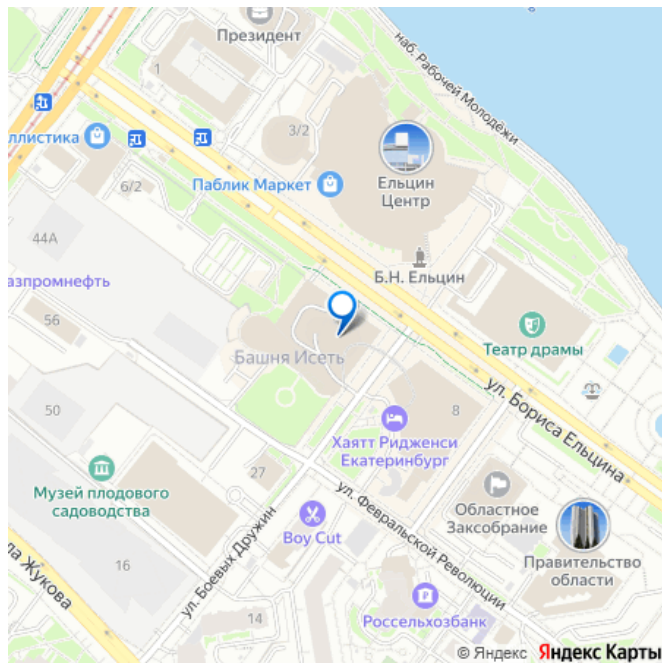 Президент
наб. Рабочей Молодёжи
1
3/2
ллистика
Ельцин
Центр
Паблик Маркет
6/2
44А
Б.Н. Ельцин
азпромнефть
56
Башня Исеть
Театр драмы
ул. Бориса Ельцина
8
50
Хаятт Ридженси
Екатеринбург
27
Музей плодового
садоводства
ул. Февральской Революции
Областное
Заксобрание
Boy Cut
ла Жукова
16
ул. Боевых Дружин
Правительство
области
14
Россельхозбанк
© Яндекс Яндекс Карты